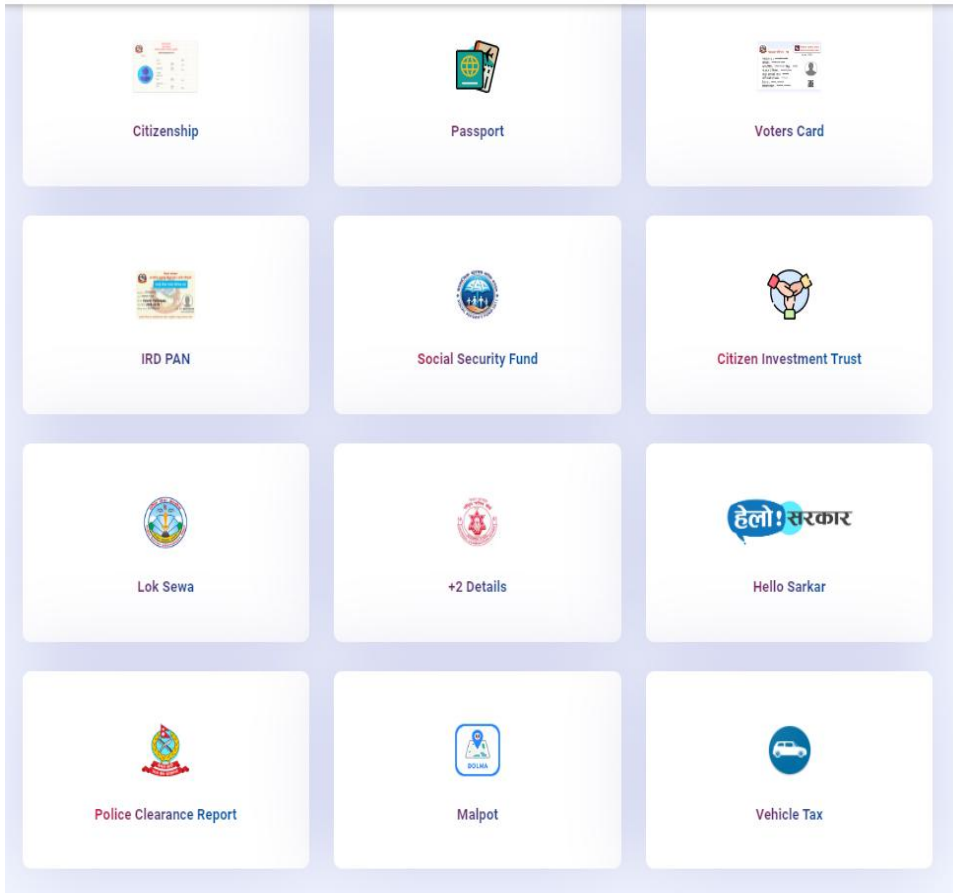 Citizenship
Passport
Voters Card
IRD PAN
Social Security Fund
Citizen Investment Trust
हेलो! सरकार
Lok Sewa
+2 Details
Hello Sarkar
DOLMA
Police Clearance Report
Malpot
Vehicle Tax